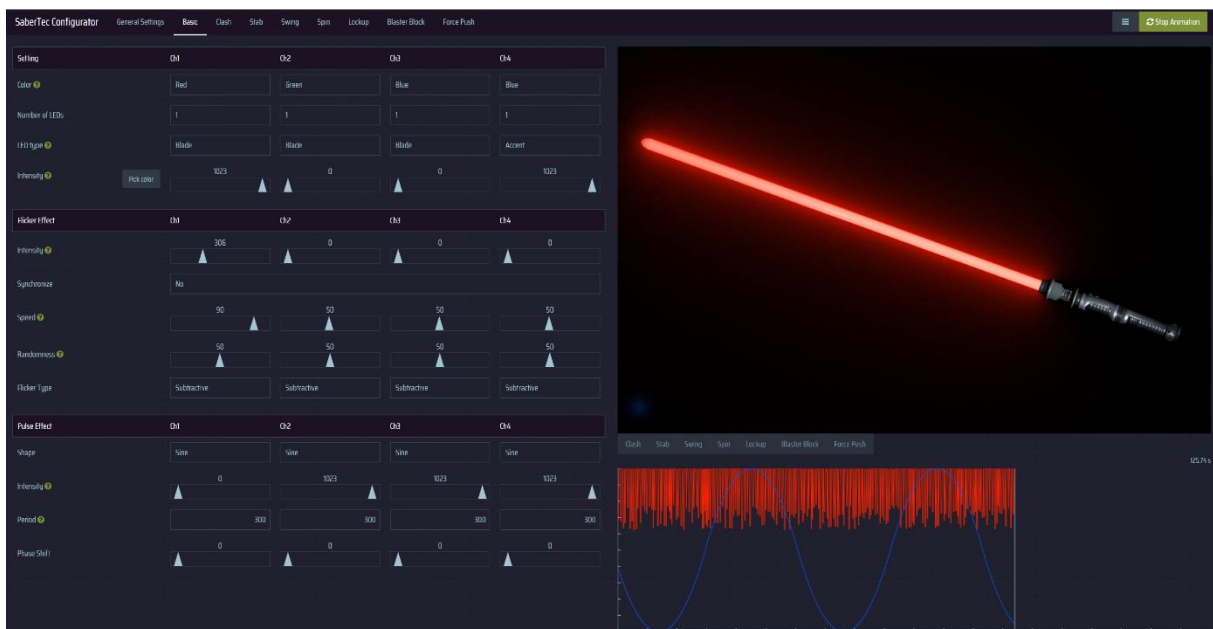 SaberTec Configurator General Settings Basic Clash Stab Swing Spin Lockup Blaster Block Force Push Stop Animation
Setting Ch1 Ch2 Ch3 Ch4
Color Red Green Blue Blue
Number of LEDs 1 1 1 1
LED type Blade Blade Blade Accent
Intensity Pick color 1023 0 0 1023
Flicker Effect Ch1 Ch2 Ch3 Ch4
Intensity 306 0 0 0
Synchronize No
Speed 90 50 50 50
Randomness 50 50 50 50
Flicker Type Subtractive Subtractive Subtractive Subtractive
Pulse Effect Ch1 Ch2 Ch3 Ch4
Shape Sine Sine Sine Sine
Intensity 0 1023 1023 1023
Period 300 300 300 300
Phase Shift 0 0 0 0
Clash Stab Swing Spin Lockup Blaster Block Force Push
125.74 s